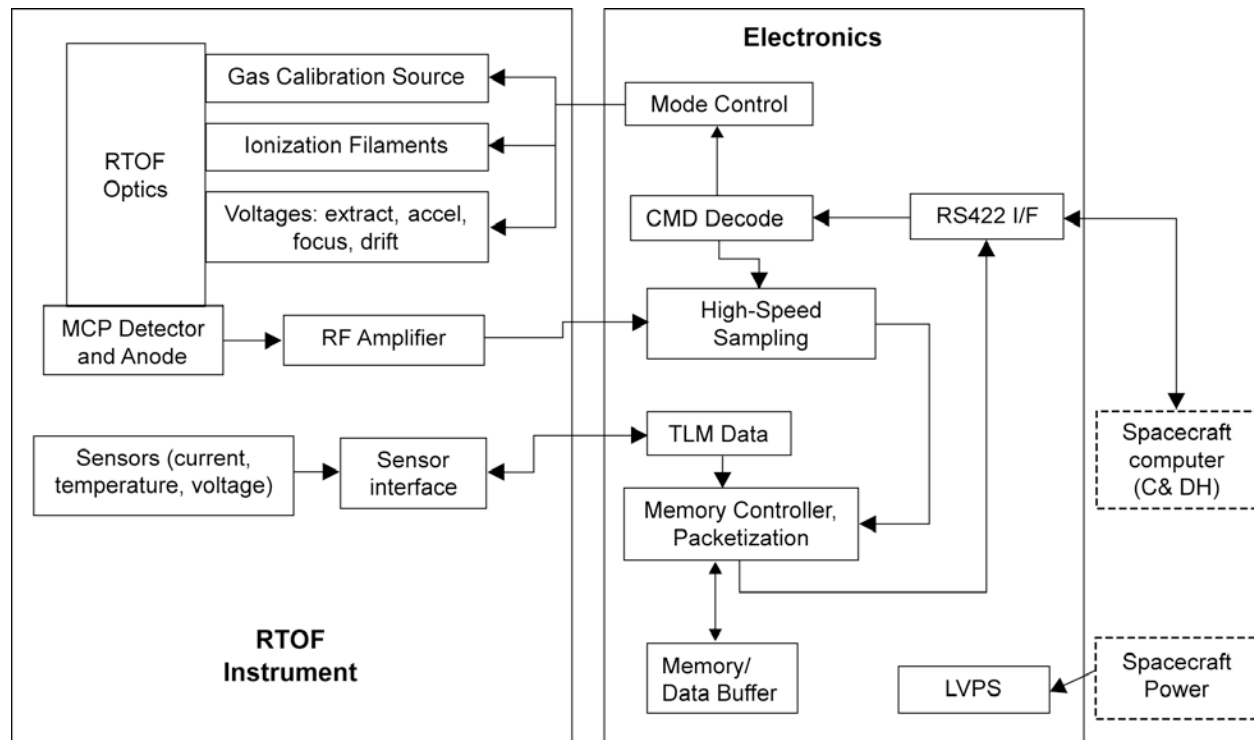 Electronics
Gas Calibration Source
Mode Control
Ionization Filaments
RTOF
Optics
Voltages: extract, accel,
focus, drift
CMD Decode
RS422 I/F
MCP Detector
and Anode
RF Amplifier
High-Speed
Sampling
Sensors (current,
temperature, voltage)
Sensor
interface
TLM Data
Spacecraft
computer
(C& DH)
Memory Controller,
Packetization
RTOF
Instrument
Memory/
Data Buffer
LVPS
Spacecraft
Power